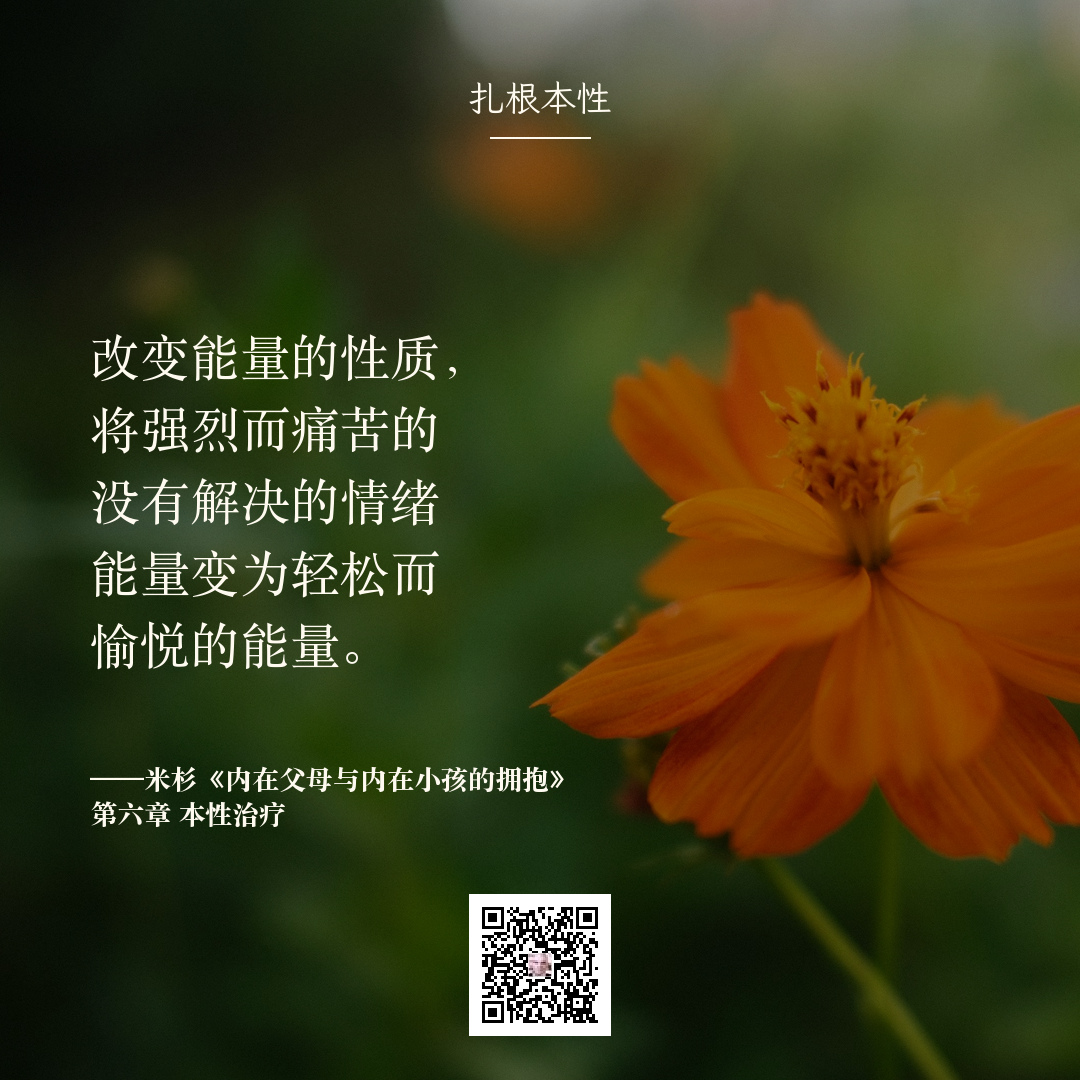 扎根本性
改变能量的性质，
将强烈而痛苦的
没有解决的情绪
能量变为轻松而
愉悦的能量。
——米杉《内在父母与内在小孩的拥抱》
第六章 本性治疗